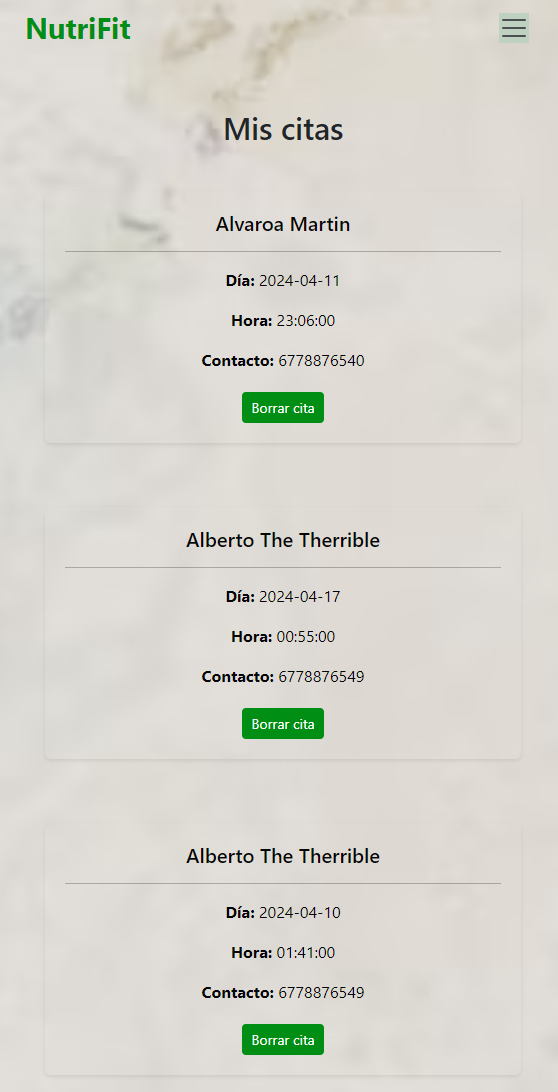 NutriFit
Mis citas
Alvaroa Martin
Día: 2024-04-11
Hora: 23:06:00
Contacto: 6778876540
Borrar cita
Alberto The Therrible
Día: 2024-04-17
Hora: 00:55:00
Contacto: 6778876549
Borrar cita
Alberto The Therrible
Día: 2024-04-10
Hora: 01:41:00
Contacto: 6778876549
Borrar cita